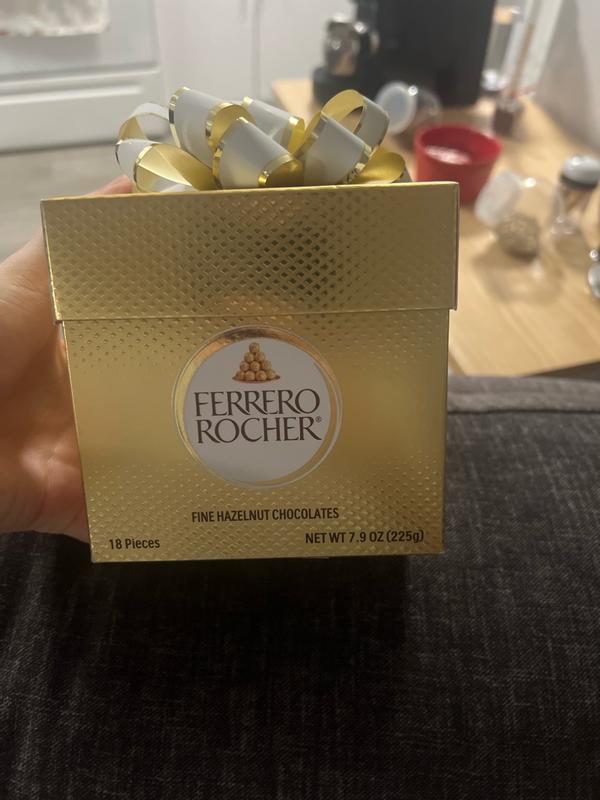 FERRERO
ROCHER®
FINE HAZELNUT CHOCOLATES
18 Pieces
NET WT 7.9 OZ (225g)